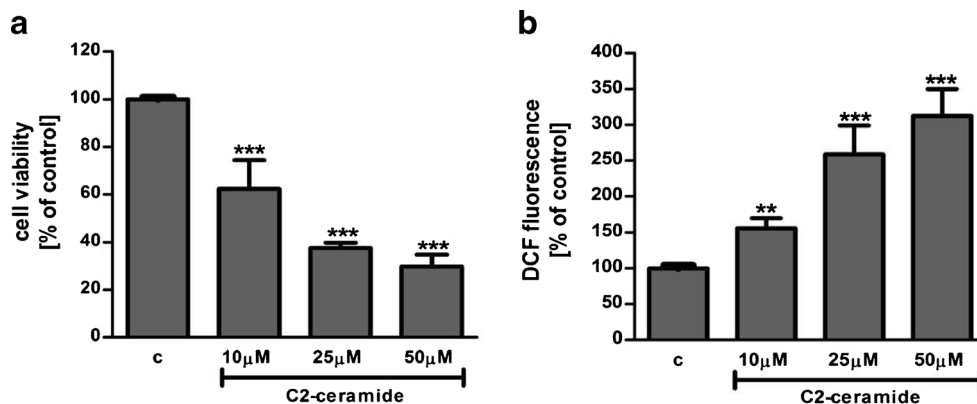 a
cell viability
[% of control]
120
100
80
60
40
20
0
***
***
***
c
10µM
25µM
50µM
C2-ceramide
b
DCF fluorescence
[% of control]
400
350
300
250
200
150
100
50
0
**
***
***
c
10µM
25µM
50µM
C2-ceramide